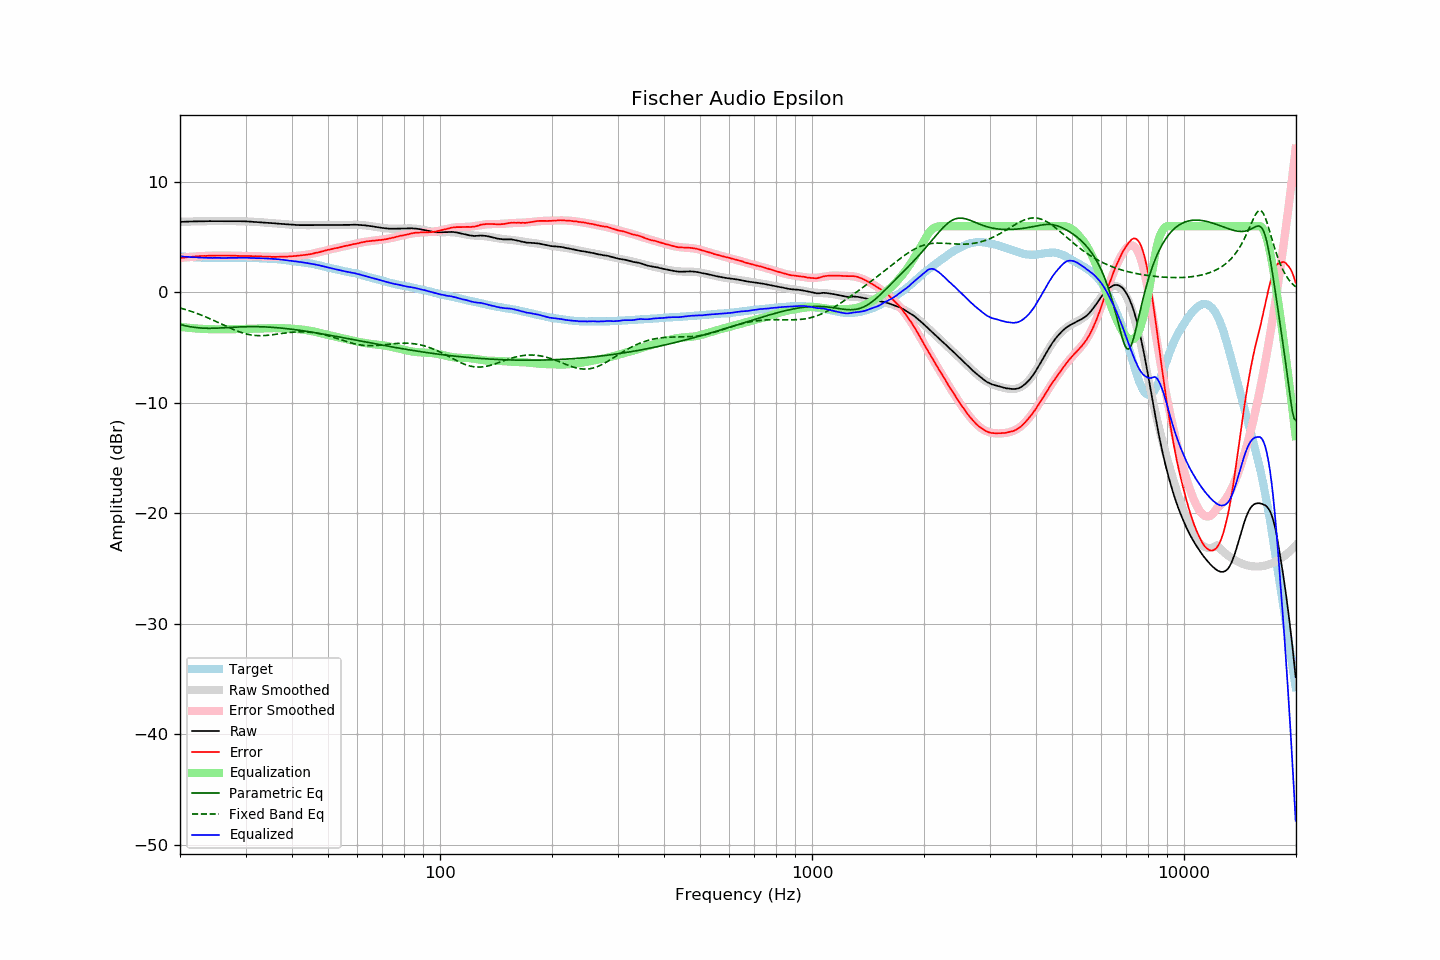 Fischer Audio Epsilon
Amplitude (dBr)
10
0
−10
−20
−30
−40
−50
Target
Raw Smoothed
Error Smoothed
Raw
Error
Equalization
Parametric Eq
Fixed Band Eq
Equalized
100
1000
10000
Frequency (Hz)